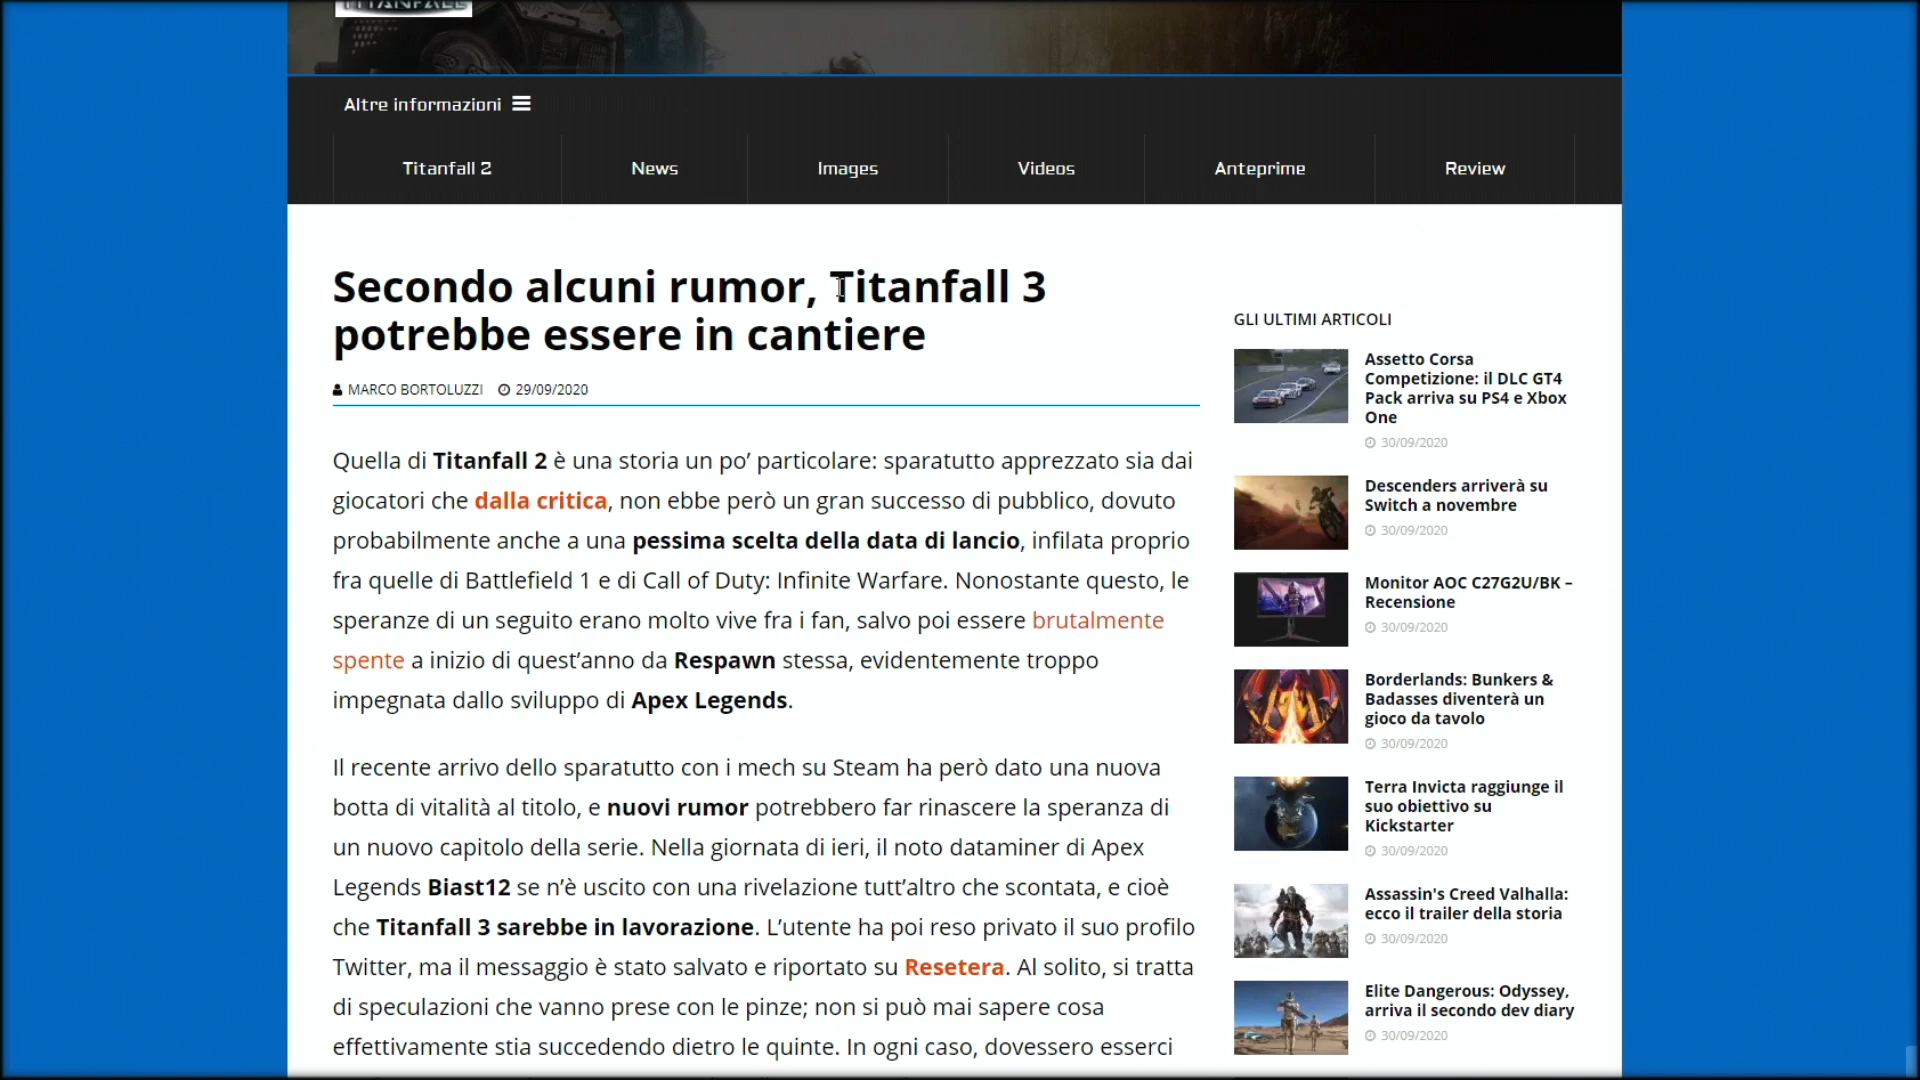 TITANFALL
Altre informazioni
Titanfall 2
News
Images
Videos
Anteprime
Review
Secondo alcuni rumor, Titanfall 3
potrebbe essere in cantiere
MARCO BORTOLUZZI 29/09/2020
Quella di Titanfall 2 è una storia un po’ particolare: sparatutto apprezzato sia dai
giocatori che dalla critica, non ebbe però un gran successo di pubblico, dovuto
probabilmente anche a una pessima scelta della data di lancio, infilata proprio
fra quelle di Battlefield 1 e di Call of Duty: Infinite Warfare. Nonostante questo, le
speranze di un seguito erano molto vive fra i fan, salvo poi essere brutalmente
spente a inizio di quest’anno da Respawn stessa, evidentemente troppo
impegnata dallo sviluppo di Apex Legends.
Il recente arrivo dello sparatutto con i mech su Steam ha però dato una nuova
botta di vitalità al titolo, e nuovi rumor potrebbero far rinascere la speranza di
un nuovo capitolo della serie. Nella giornata di ieri, il noto dataminer di Apex
Legends Biast12 se n’è uscito con una rivelazione tutt’altro che scontata, e cioè
che Titanfall 3 sarebbe in lavorazione. L’utente ha poi reso privato il suo profilo
Twitter, ma il messaggio è stato salvato e riportato su Resetera. Al solito, si tratta
di speculazioni che vanno prese con le pinze; non si può mai sapere cosa
effettivamente stia succedendo dietro le quinte. In ogni caso, dovessero esserci
GLI ULTIMI ARTICOLI
Assetto Corsa
Competizione: il DLC GT4
Pack arriva su PS4 e Xbox
One
30/09/2020
Descenders arriverà su
Switch a novembre
30/09/2020
Monitor AOC C27G2U/BK –
Recensione
30/09/2020
Borderlands: Bunkers &
Badasses diventerà un
gioco da tavolo
30/09/2020
Terra Invicta raggiunge il
suo obiettivo su
Kickstarter
30/09/2020
Assassin's Creed Valhalla:
ecco il trailer della storia
30/09/2020
Elite Dangerous: Odyssey,
arriva il secondo dev diary
30/09/2020